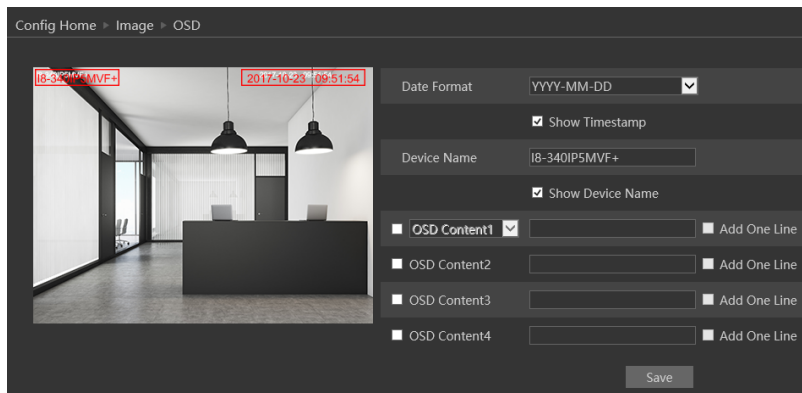 Config Home ▸ Image ▸ OSD
I8-340IP5MVF+
2017-10-23 09:51:54
Date Format YYYY-MM-DD
Show Timestamp
Device Name I8-340IP5MVF+
Show Device Name
OSD Content1 Add One Line
OSD Content2 Add One Line
OSD Content3 Add One Line
OSD Content4 Add One Line
Save